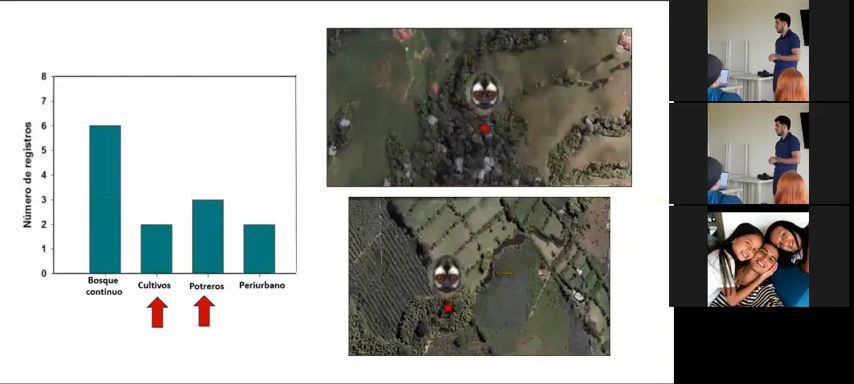 Número de registros
8
7
6
5
4
3
2
1
0
Bosque
continuo
Cultivos
Potreros
Periurbano